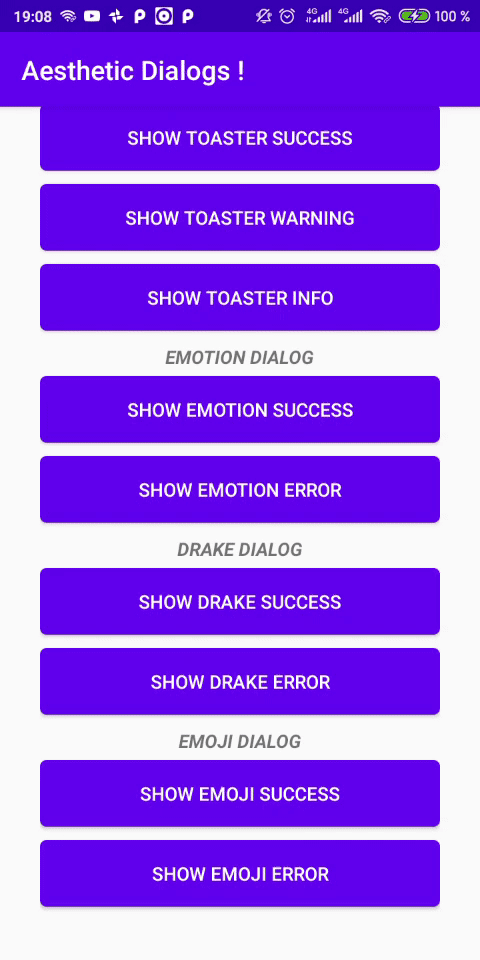 19:08 4G 4G 100 %
Aesthetic Dialogs !
SHOW TOASTER SUCCESS
SHOW TOASTER WARNING
SHOW TOASTER INFO
EMOTION DIALOG
SHOW EMOTION SUCCESS
SHOW EMOTION ERROR
DRAKE DIALOG
SHOW DRAKE SUCCESS
SHOW DRAKE ERROR
EMOJI DIALOG
SHOW EMOJI SUCCESS
SHOW EMOJI ERROR